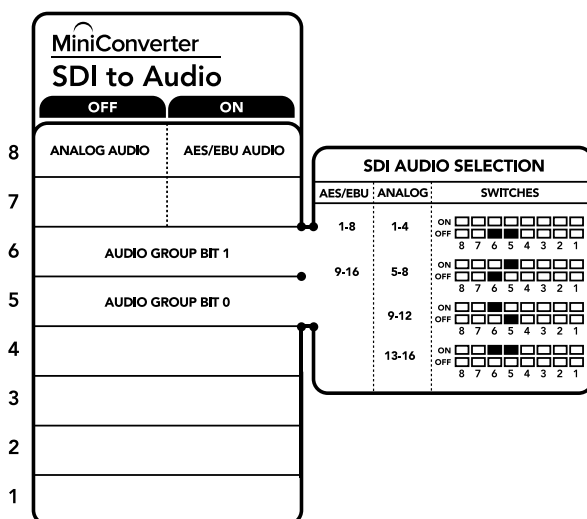 MiniConverter
SDI to Audio
OFF ON
8 ANALOG AUDIO AES/EBU AUDIO
7
6 AUDIO GROUP BIT 1
5 AUDIO GROUP BIT 0
4
3
2
1
SDI AUDIO SELECTION
AES/EBU ANALOG SWITCHES
1-8 1-4 ON
OFF
8 7 6 5 4 3 2 1
9-16 5-8 ON
OFF
8 7 6 5 4 3 2 1
9-12 ON
OFF
8 7 6 5 4 3 2 1
13-16 ON
OFF
8 7 6 5 4 3 2 1